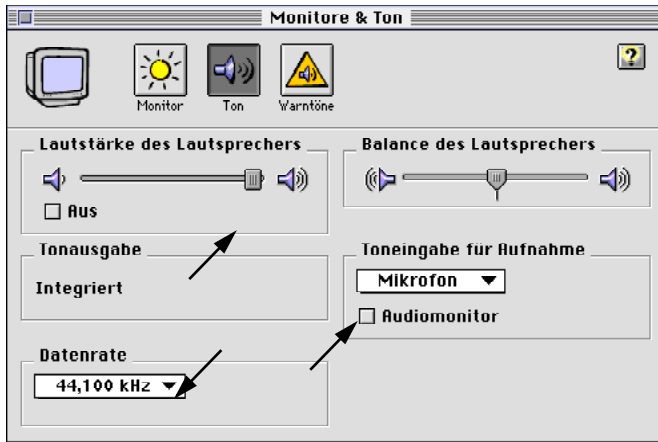 Monitore & Ton
?
Monitor Ton Warntöne
Lautstärke des Lautsprechers
Aus
Balance des Lautsprechers
Tonausgabe
Integriert
Toneingabe für Aufnahme
Mikrofon
Audiomonitor
Datenrate
44,100 kHz